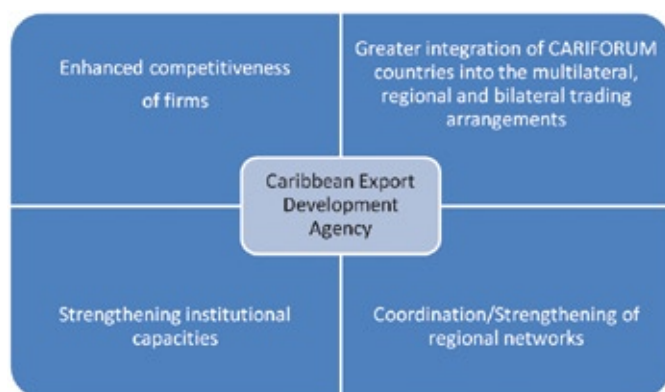 Enhanced competitiveness
of firms
Greater integration of CARIFORUM
countries into the multilateral,
regional and bilateral trading
arrangements
Caribbean Export
Development
Agency
Strengthening institutional
capacities
Coordination/Strengthening of
regional networks